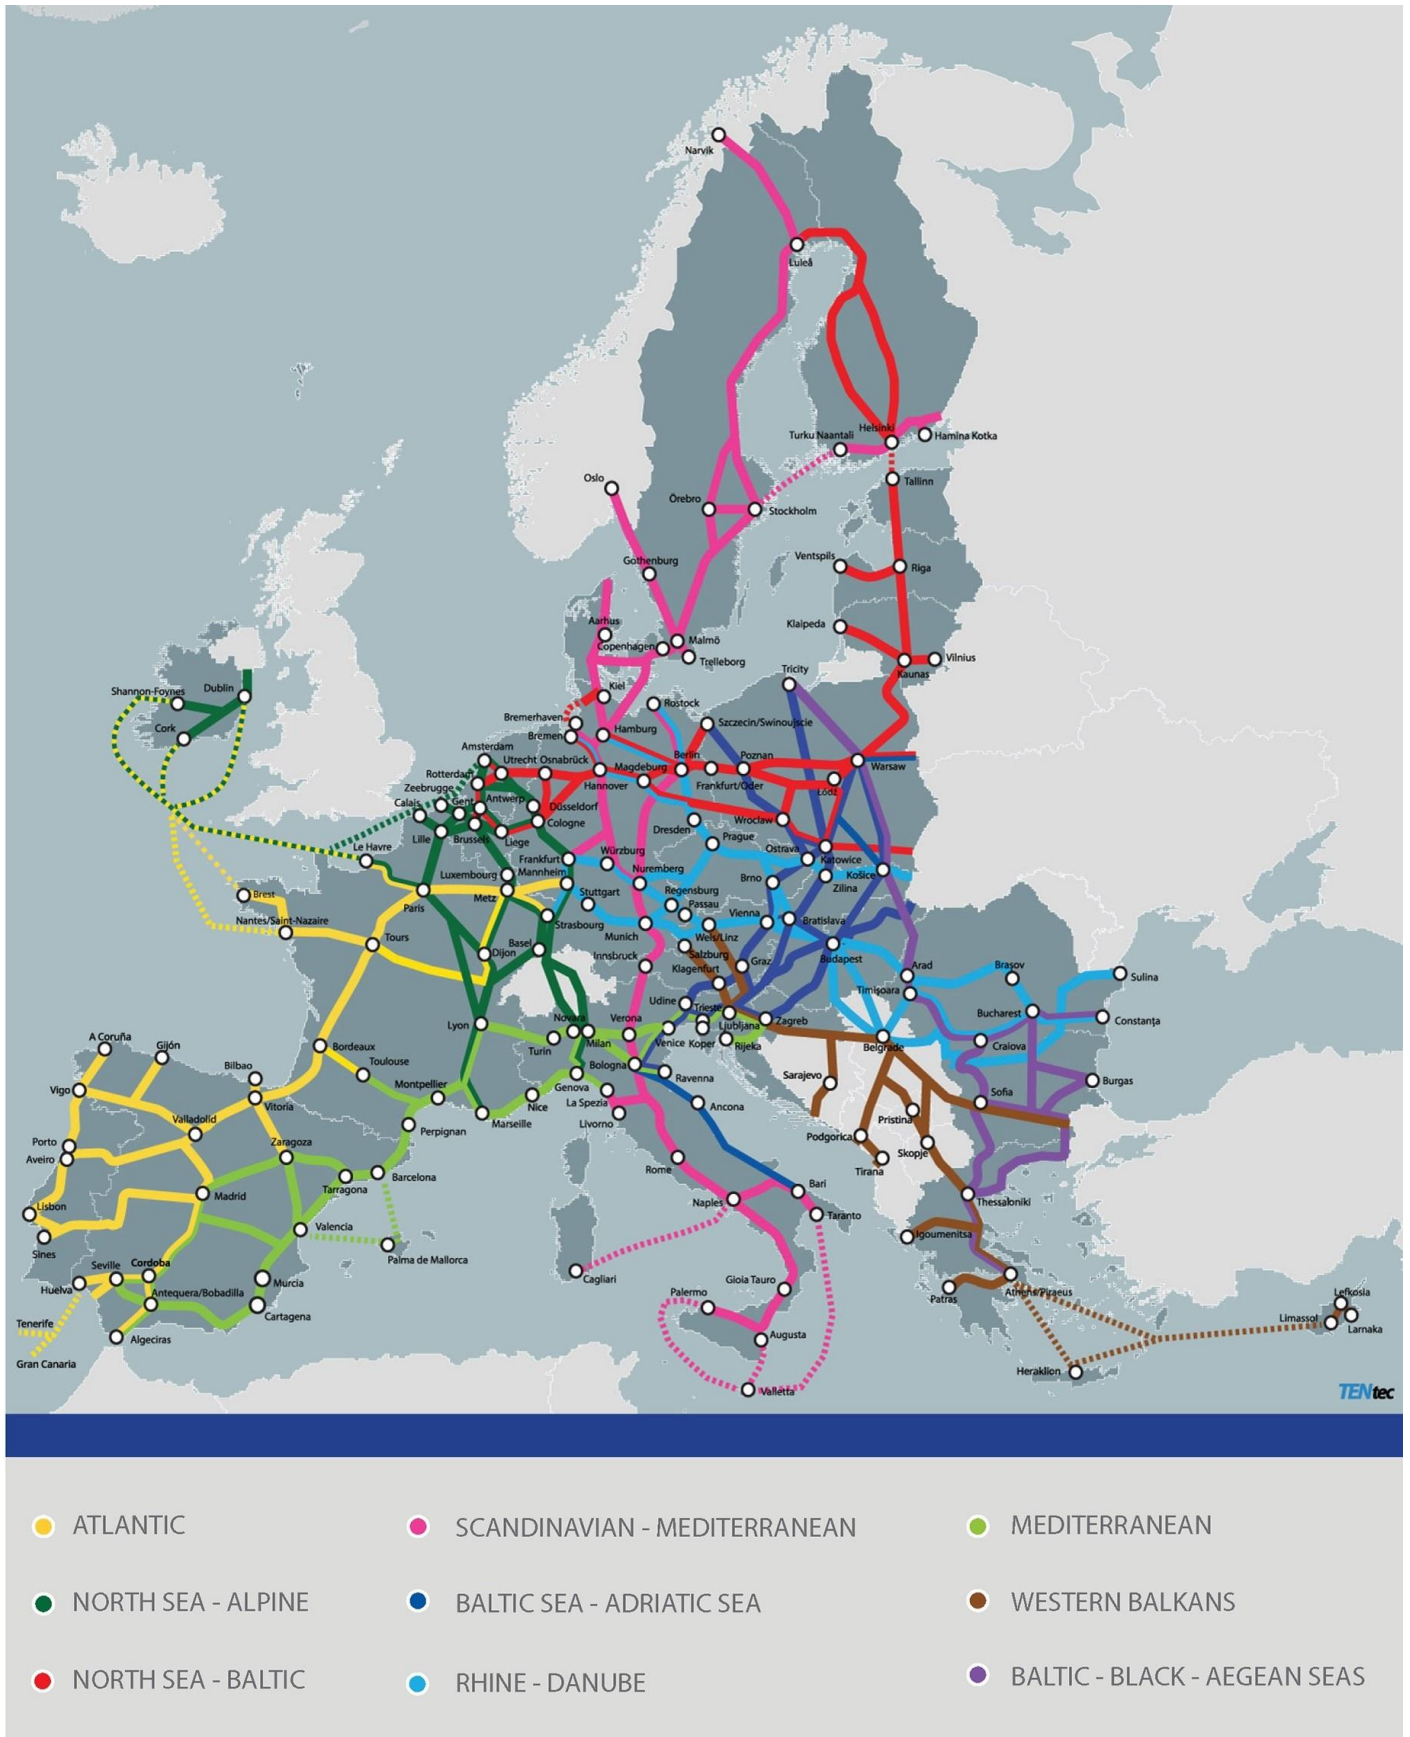 Narvik
Luleå
Helsinki
Turku Naantali
Hamina Kotka
Tallinn
Oslo
Örebro
Stockholm
Gothenburg
Ventspils
Riga
Aarhus
Klaipeda
Copenhagen
Malmö
Trelleborg
Vilnius
Kaunas
Tricity
Shannon-Foynes
Dublin
Kiel
Rostock
Cork
Bremerhaven
Szczecin/Swinoujscie
Bremen
Hamburg
Amsterdam
Utrecht
Osnabrück
Magdeburg
Berlin
Poznan
Warsaw
Rotterdam
Zeebrugge
Hannover
Frankfurt/Oder
Łódz
Calais
Gent
Antwerp
Düsseldorf
Cologne
Wroclaw
Lille
Brussels
Liege
Dresden
Prague
Le Havre
Frankfurt
Würzburg
Ostrava
Katowice
Luxembourg
Mannheim
Nuremberg
Košice
Brno
Zilina
Brest
Metz
Stuttgart
Regensburg
Paris
Passau
Nantes/Saint-Nazaire
Strasbourg
Vienna
Bratislava
Tours
Munich
Wels/Linz
Basel
Dijon
Salzburg
Budapest
Innsbruck
Klagenfurt
Graz
Arad
Brașov
Sulina
Timișoara
Udine
Trieste
Bucharest
Constanța
Lyon
Novara
Verona
Ljubljana
Zagreb
A Coruña
Gijón
Bordeaux
Turin
Milan
Venice
Koper
Rijeka
Belgrade
Craiova
Toulouse
Bilbao
Bologna
Ravenna
Sarajevo
Burgas
Vigo
Montpellier
Genova
Sofia
Vitoria
Nice
La Spezia
Ancona
Valladolid
Marseille
Livorno
Pristina
Perpignan
Porto
Zaragoza
Podgorica
Aveiro
Skopje
Rome
Tirana
Barcelona
Tarragona
Madrid
Bari
Naples
Thessaloniki
Lisbon
Taranto
Valencia
Igoumenitsa
Sines
Palma de Mallorca
Seville
Cordoba
Cagliari
Gioia Tauro
Huelva
Murcia
Antequera/Bobadilla
Palermo
Patras
Athens/Piraeus
Lefkosia
Cartagena
Limassol
Larnaka
Tenerife
Algeciras
Augusta
Gran Canaria
Heraklion
Valletta
TENtec
ATLANTIC
SCANDINAVIAN - MEDITERRANEAN
MEDITERRANEAN
NORTH SEA - ALPINE
BALTIC SEA - ADRIATIC SEA
WESTERN BALKANS
NORTH SEA - BALTIC
RHINE - DANUBE
BALTIC - BLACK - AEGEAN SEAS